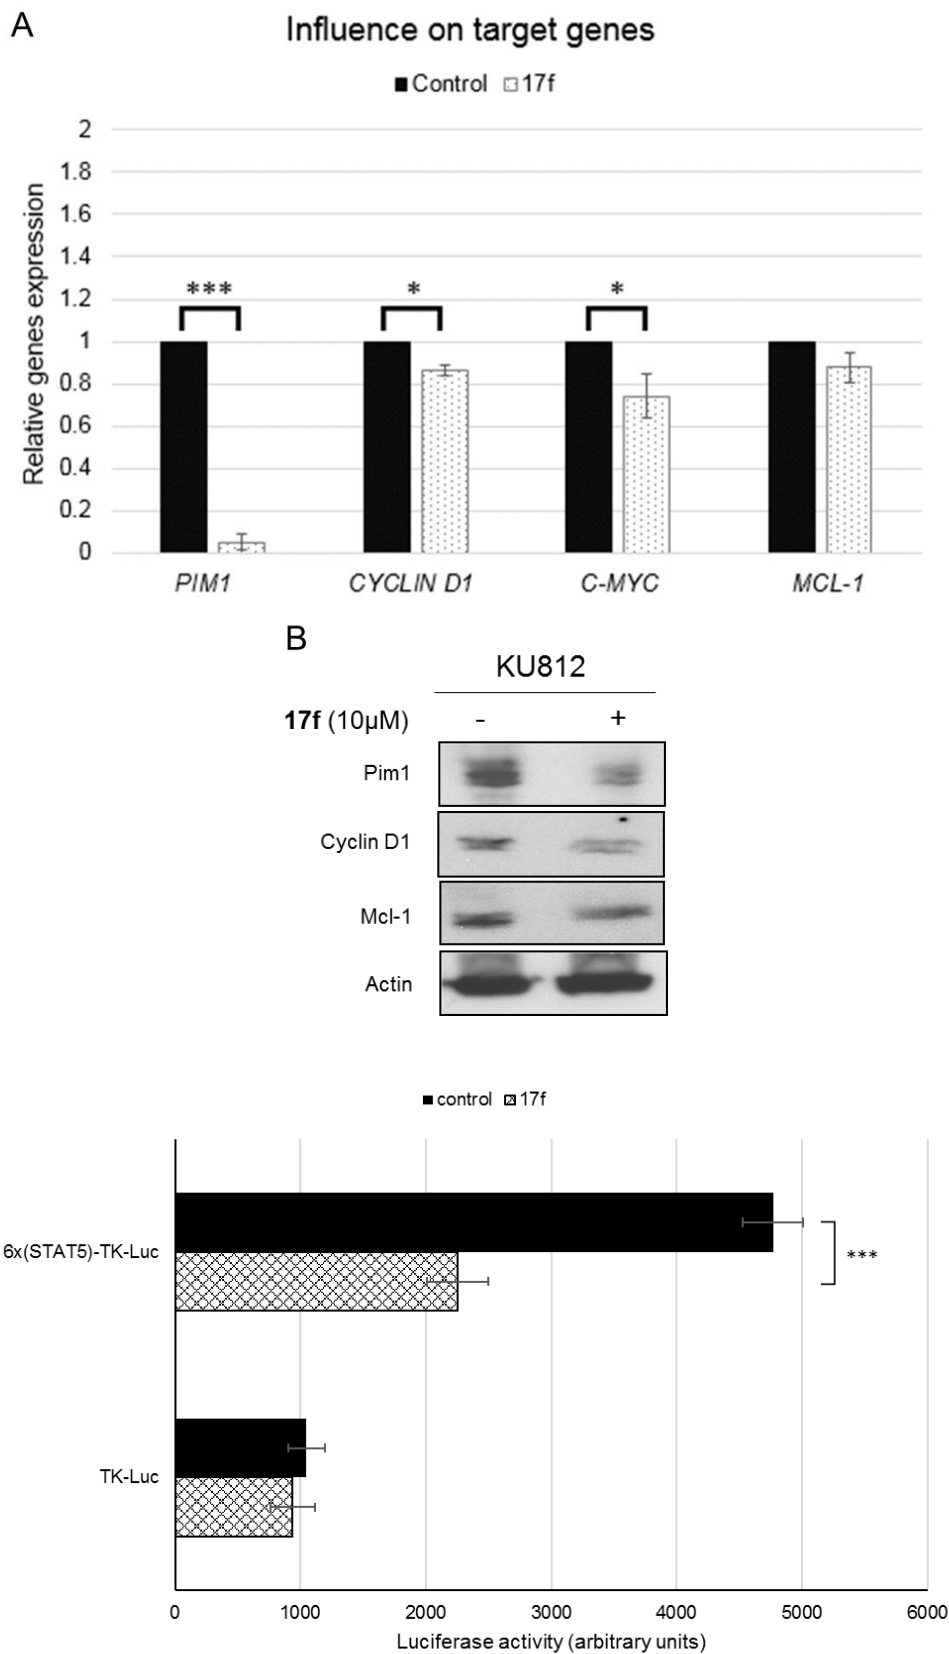 A
Influence on target genes
Control 17f
Relative genes expression
2
1.8
1.6
1.4
1.2
1
0.8
0.6
0.4
0.2
0
*** * *
PIM1 CYCLIN D1 C-MYC MCL-1
B
KU812
17f (10µM) - +
Pim1
Cyclin D1
Mcl-1
Actin
control 17f
6x(STAT5)-TK-Luc
***
TK-Luc
0 1000 2000 3000 4000 5000 6000
Luciferase activity (arbitrary units)